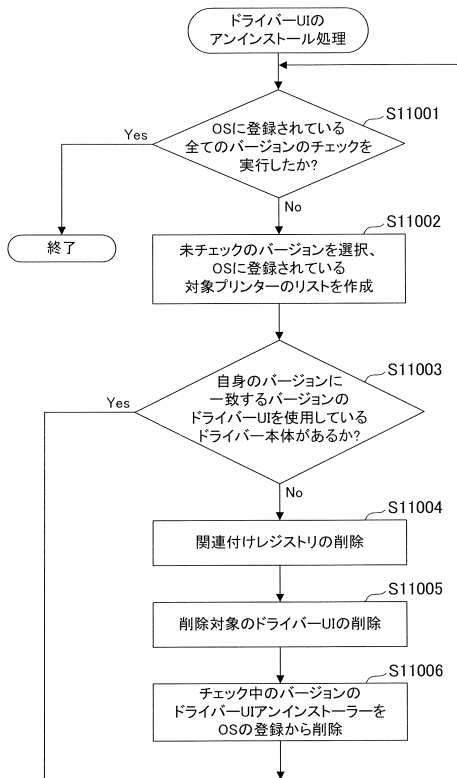 ドライバーUIの
アンインストール処理
S11001
OSに登録されている
全てのバージョンのチェックを
実行したか?
Yes
No
終了
S11002
未チェックのバージョンを選択、
OSに登録されている
対象プリンターのリストを作成
S11003
自身のバージョンに
一致するバージョンの
ドライバーUIを使用している
ドライバー本体があるか?
Yes
No
S11004
関連付けレジストリの削除
S11005
削除対象のドライバーUIの削除
S11006
チェック中のバージョンの
ドライバーUIアンインストーラーを
OSの登録から削除